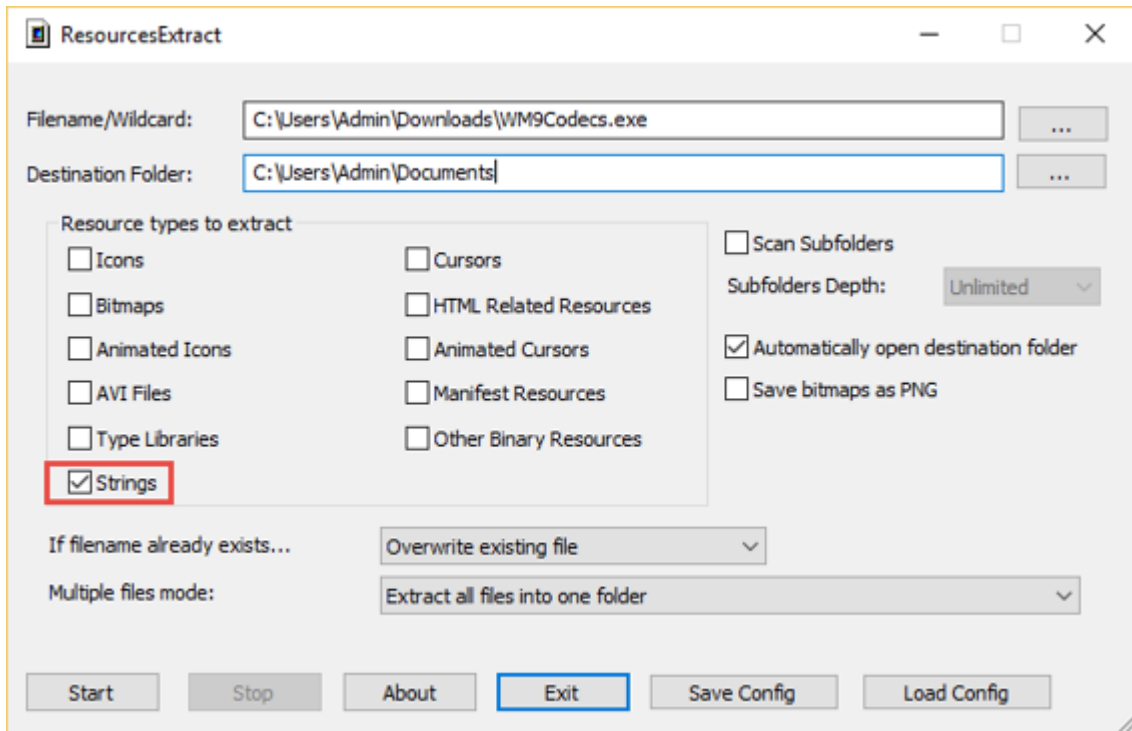 ResourcesExtract
Filename/Wildcard: C:\Users\Admin\Downloads\WM9Codecs.exe ...
Destination Folder: C:\Users\Admin\Documents ...
Resource types to extract
Icons Cursors
Scan Subfolders
Bitmaps HTML Related Resources
Subfolders Depth: Unlimited
Animated Icons Animated Cursors
Automatically open destination folder
AVI Files Manifest Resources
Save bitmaps as PNG
Type Libraries Other Binary Resources
Strings
If filename already exists... Overwrite existing file
Multiple files mode: Extract all files into one folder
Start Stop About Exit Save Config Load Config